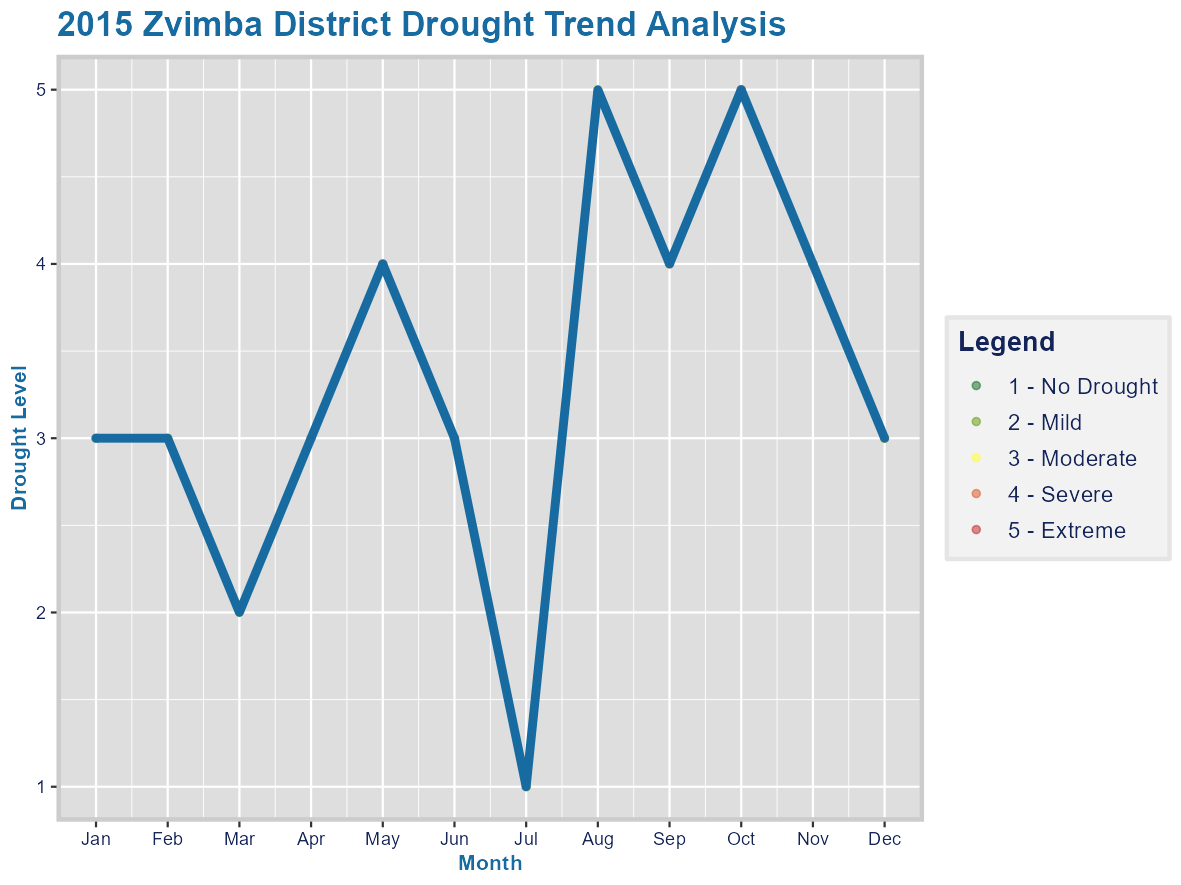 2015 Zvimba District Drought Trend Analysis
Drought Level
5
4
3
2
1
Jan Feb Mar Apr May Jun Jul Aug Sep Oct Nov Dec
Month
Legend
1 - No Drought
2 - Mild
3 - Moderate
4 - Severe
5 - Extreme